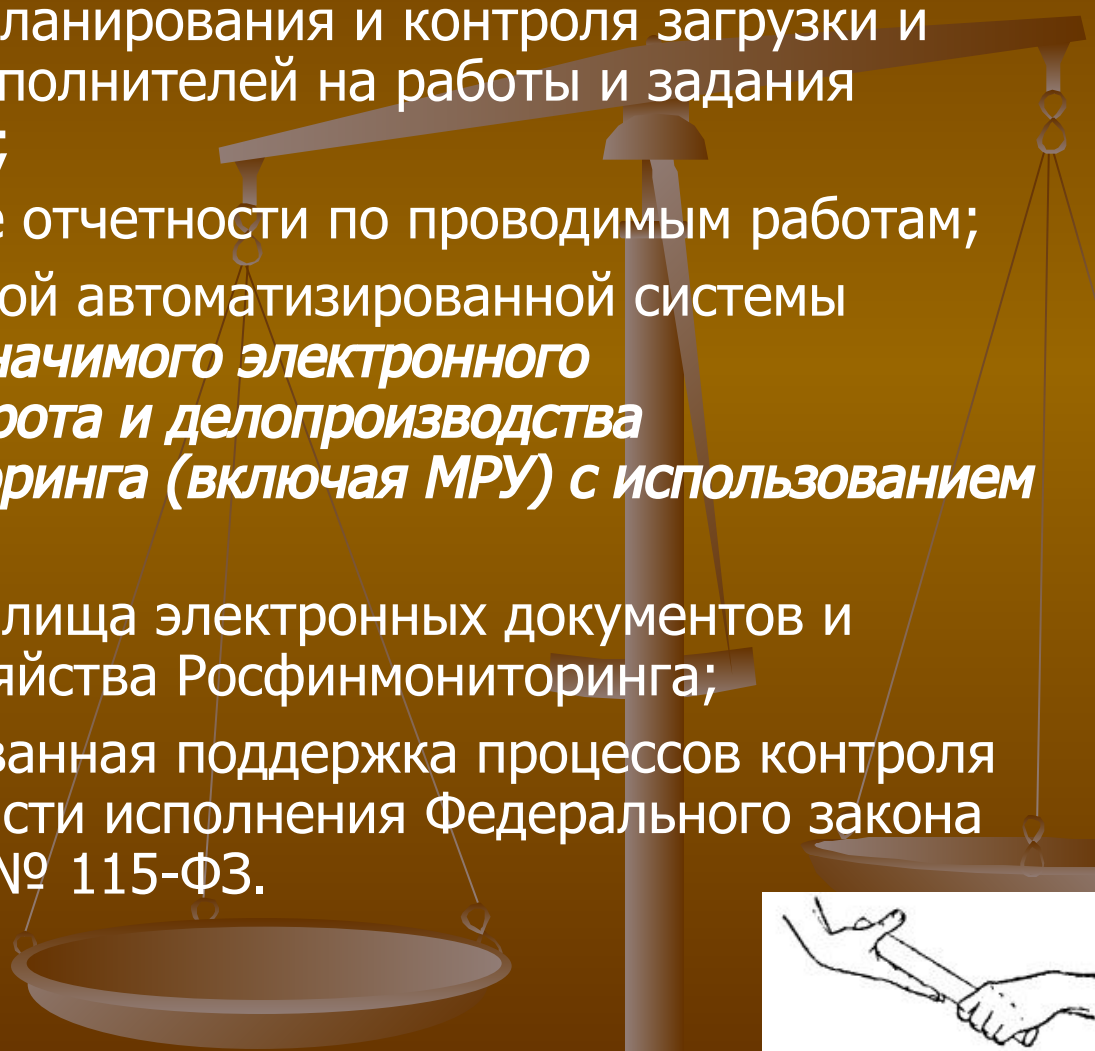 ланирования и контроля загрузки и
полнителей на работы и задания
;
е отчетности по проводимым работам;
ой автоматизированной системы
начимого электронного
рота и делопроизводства
ринга (включая МРУ) с использованием
лища электронных документов и
яйства Росфинмониторинга;
ванная поддержка процессов контроля
сти исполнения Федерального закона
№ 115-ФЗ.